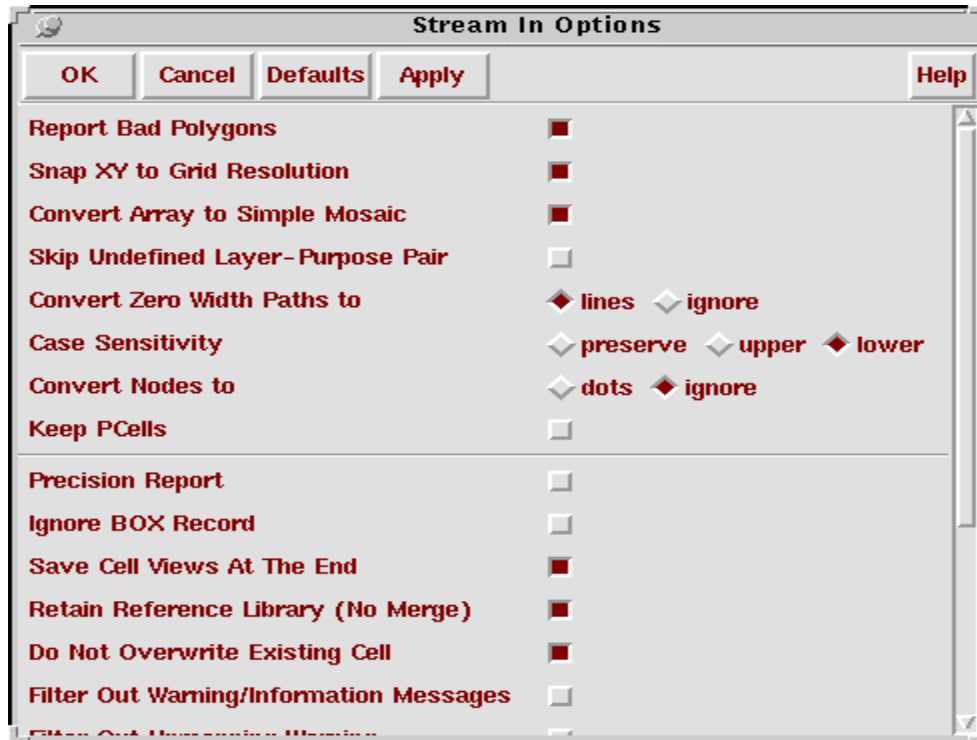 Stream In Options
OK Cancel Defaults Apply Help
Report Bad Polygons
Snap XY to Grid Resolution
Convert Array to Simple Mosaic
Skip Undefined Layer-Purpose Pair
Convert Zero Width Paths to lines ignore
Case Sensitivity preserve upper lower
Convert Nodes to dots ignore
Keep PCells
Precision Report
Ignore BOX Record
Save Cell Views At The End
Retain Reference Library (No Merge)
Do Not Overwrite Existing Cell
Filter Out Warning/Information Messages
Filter Out